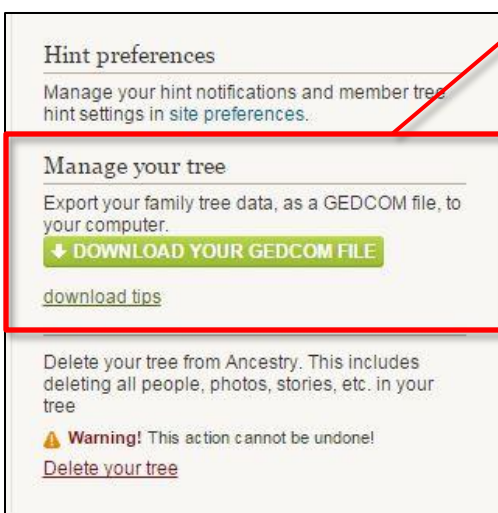 Hint preferences
Manage your hint notifications and member tree
hint settings in site preferences.
Manage your tree
Export your family tree data, as a GEDCOM file, to
your computer.
DOWNLOAD YOUR GEDCOM FILE
download tips
Delete your tree from Ancestry. This includes
deleting all people, photos, stories, etc. in your
tree
Warning! This action cannot be undone!
Delete your tree